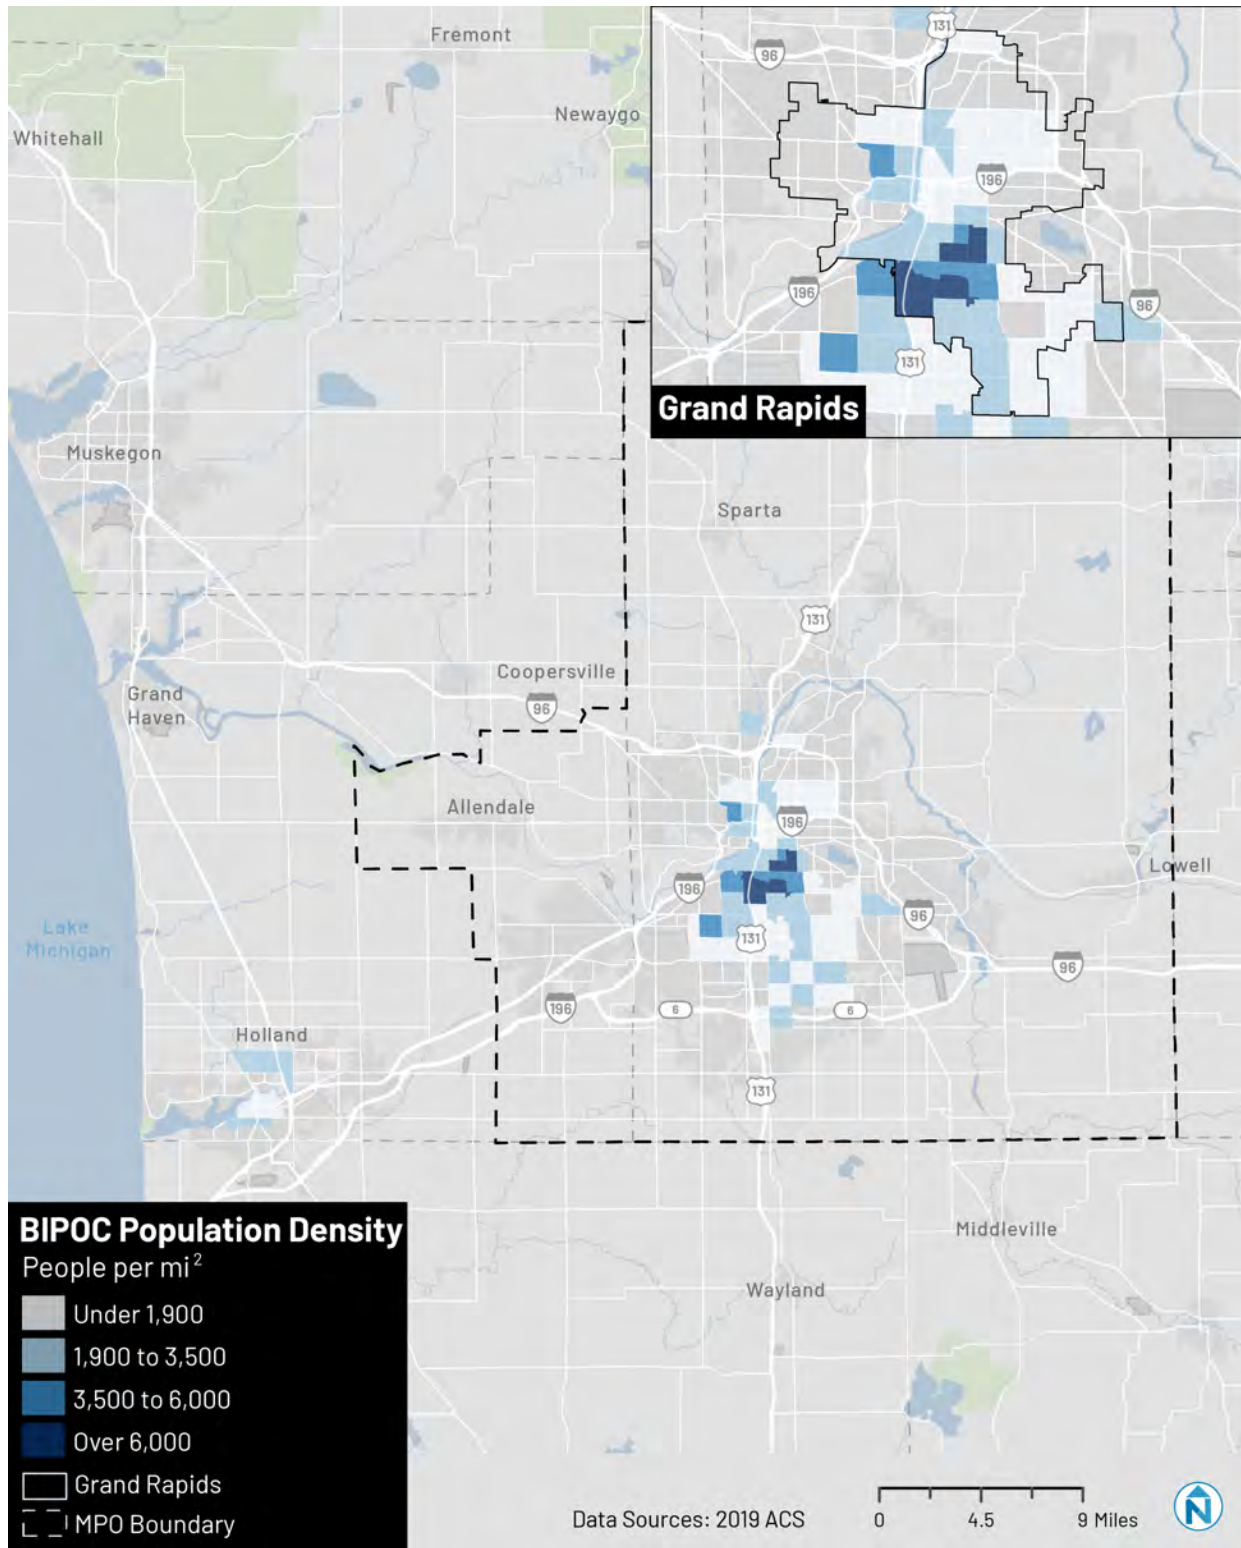 Fremont
Newaygo
Whitehall
131
96
196
196
96
131
Grand Rapids
Muskegon
Sparta
131
Coopersville
96
Grand
Haven
Allendale
196
Lowell
196
96
131
96
Lake
Michigan
196
6
6
Holland
131
Middleville
Wayland
BIPOC Population Density
People per mi²
Under 1,900
1,900 to 3,500
3,500 to 6,000
Over 6,000
Grand Rapids
MPO Boundary
Data Sources: 2019 ACS
0 4.5 9 Miles
N